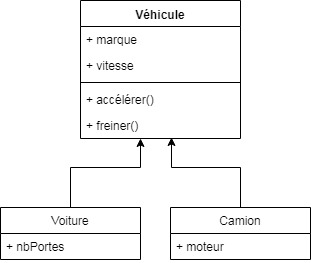 Véhicule
+ marque
+ vitesse
+ accélérer()
+ freiner()
Voiture
+ nbPortes
Camion
+ moteur